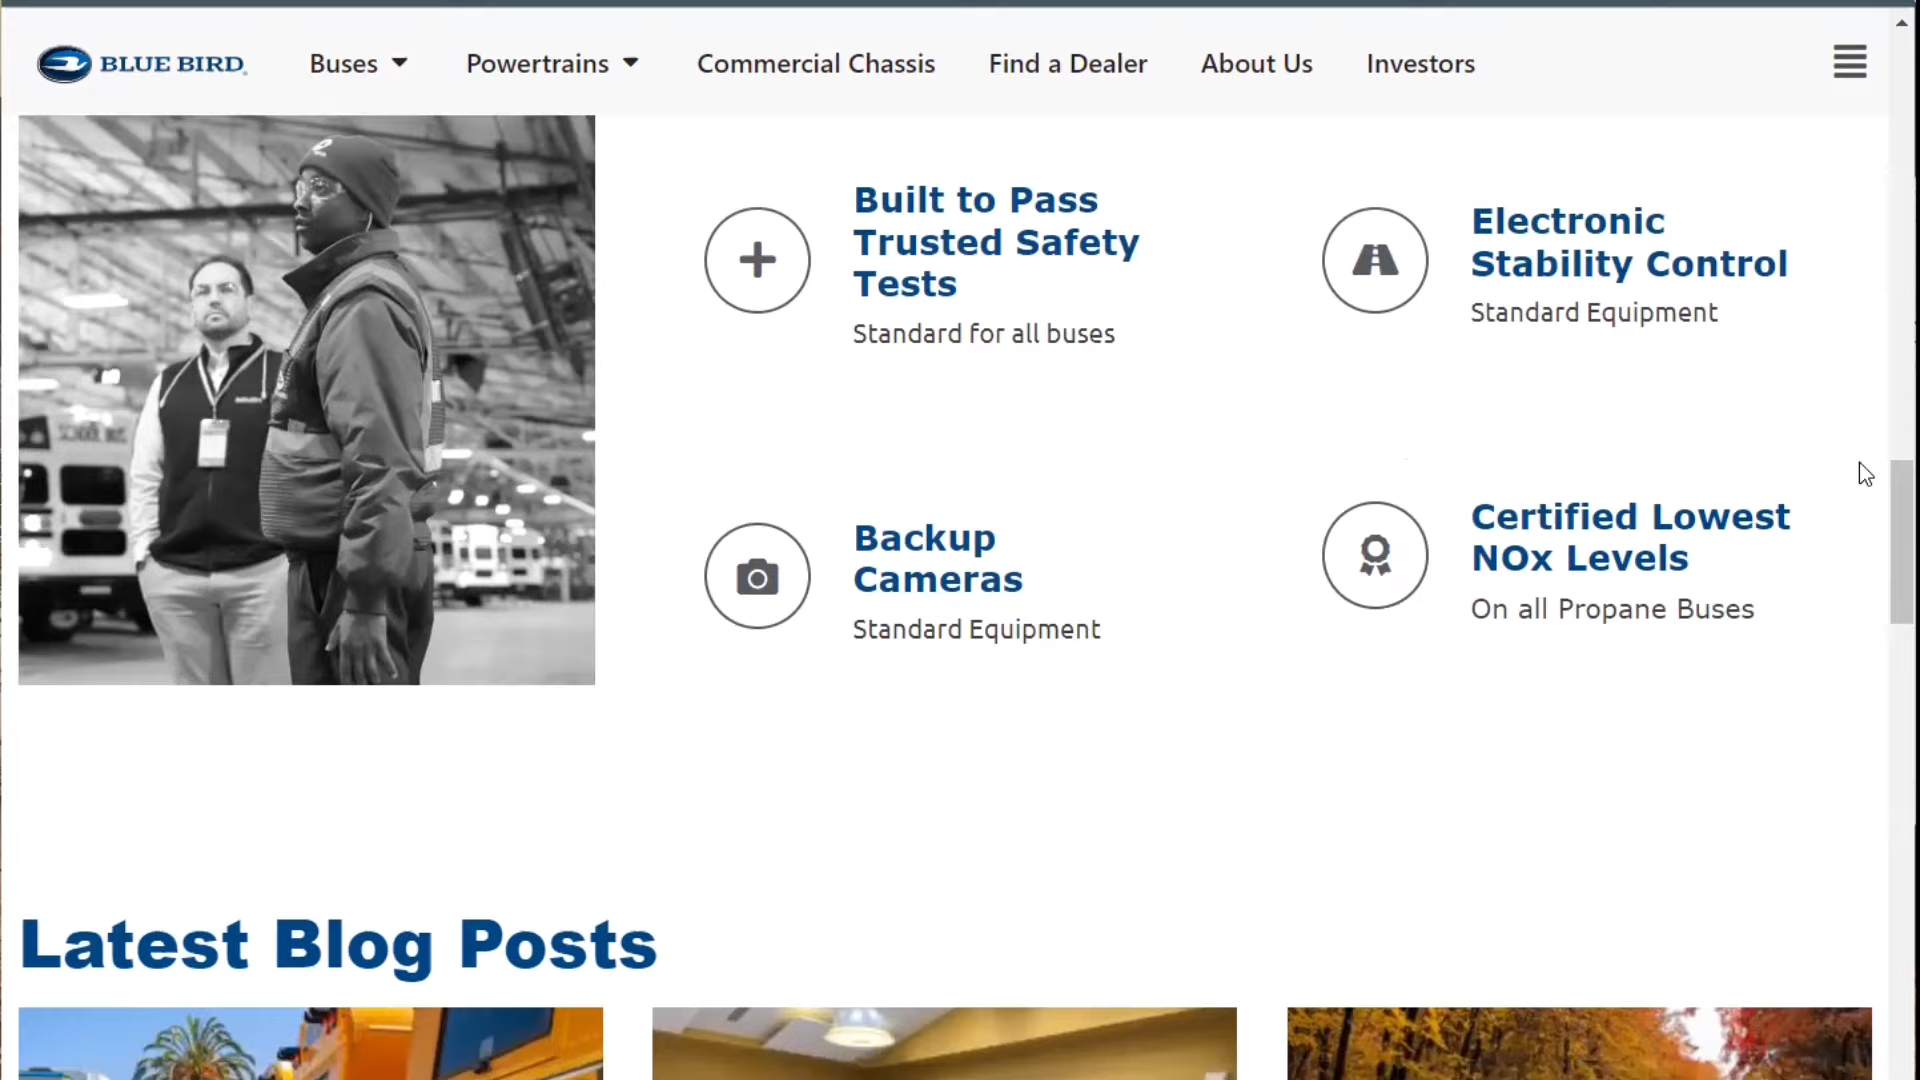 BLUE BIRD
Buses
Powertrains
Commercial Chassis
Find a Dealer
About Us
Investors
Built to Pass
Trusted Safety
Tests
Standard for all buses
Electronic
Stability Control
Standard Equipment
Backup
Cameras
Standard Equipment
Certified Lowest
NOx Levels
On all Propane Buses
Latest Blog Posts